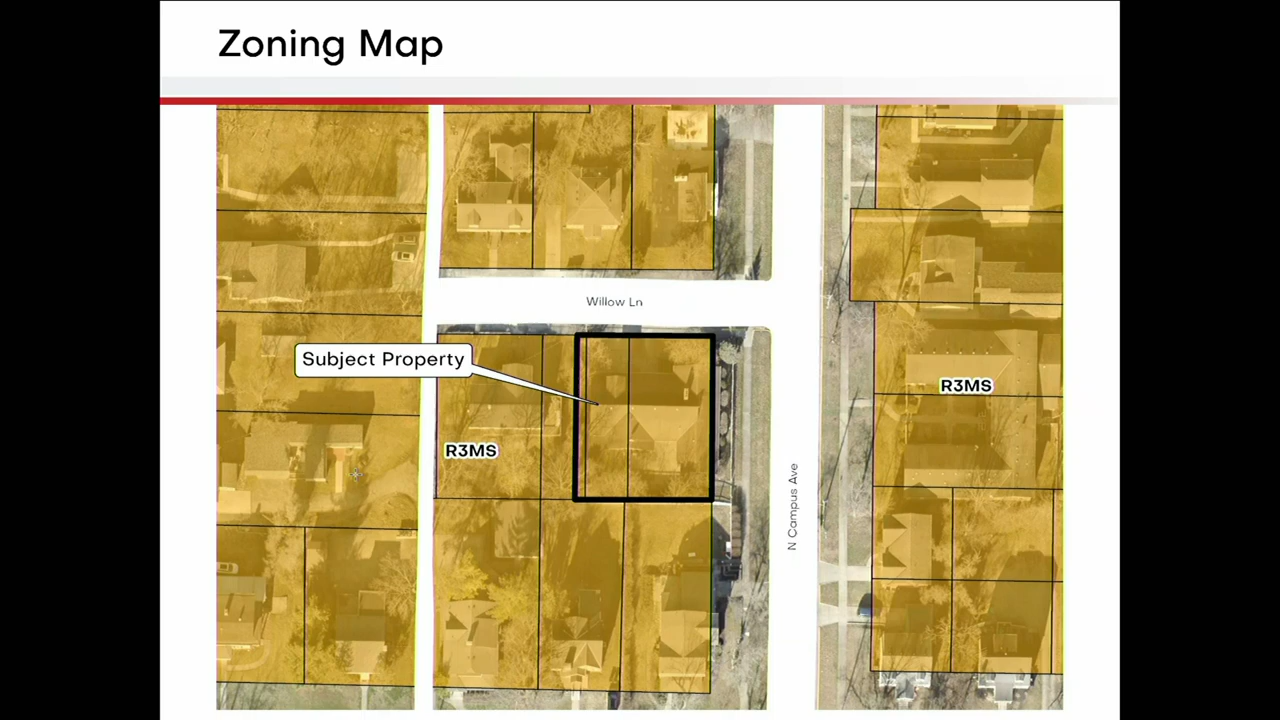 Zoning Map
Willow Ln
Subject Property
R3MS
R3MS
N Campus Ave